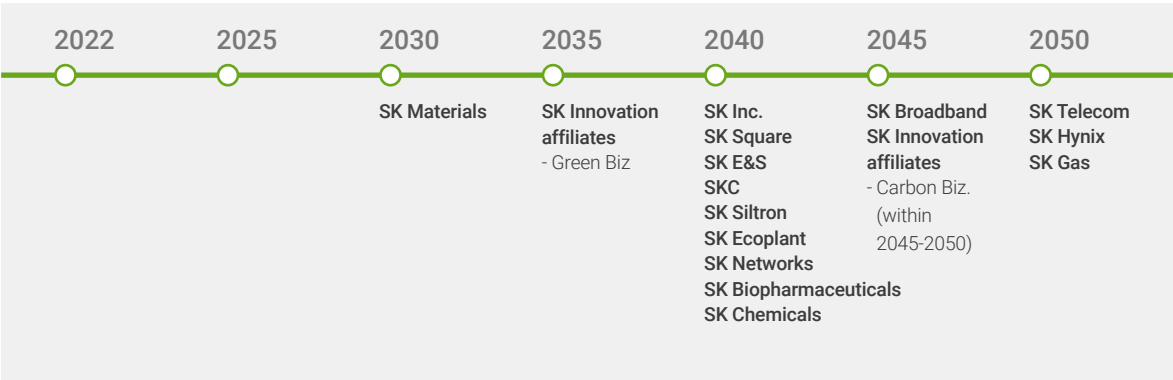 2022 2025 2030 2035 2040 2045 2050
SK Materials
SK Innovation
affiliates
- Green Biz
SK Inc.
SK Square
SK E&S
SKC
SK Siltron
SK Ecoplant
SK Networks
SK Biopharmaceuticals
SK Chemicals
SK Broadband
SK Innovation
affiliates
- Carbon Biz.
(within
2045-2050)
SK Telecom
SK Hynix
SK Gas